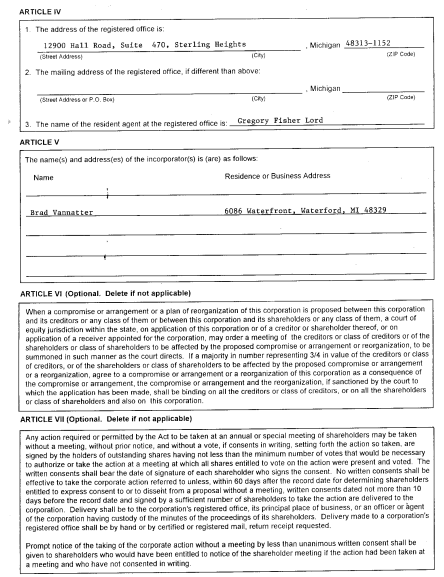 ARTICLE IV
1. The address of the registered office is:
12900 Hall Road, Suite 470, Sterling Heights , Michigan 48313-1152
(Street Address) (City) (ZIP Code)
2. The mailing address of the registered office, if different than above:
, Michigan
(Street Address or P.O. Box) (City) (ZIP Code)
3. The name of the resident agent at the registered office is: Gregory Fisher Lord
ARTICLE V
The name(s) and address(es) of the incorporator(s) is (are) as follows:
Name Residence or Business Address
Brad Vannatter 6086 Waterfront, Waterford, MI 48329
ARTICLE VI (Optional. Delete if not applicable)
When a compromise or arrangement or a plan of reorganization of this corporation is proposed between this corporation
and its creditors or any class of them or between this corporation and its shareholders or any class of them, a court of
equity jurisdiction within the state, on application of this corporation or of a creditor or shareholder thereof, or on
application of a receiver appointed for the corporation, may order a meeting of the creditors or class of creditors or of the
shareholders or class of shareholders to be affected by the proposed compromise or arrangement or reorganization, to be
summoned in such manner as the court directs. If a majority in number representing 3/4 in value of the creditors or class
of creditors, or of the shareholders or class of shareholders to be affected by the proposed compromise or arrangement
or a reorganization, agree to a compromise or arrangement or a reorganization of this corporation as a consequence of
the compromise or arrangement, the compromise or arrangement and the reorganization, if sanctioned by the court to
which the application has been made, shall be binding on all the creditors or class of creditors, or on all the shareholders
or class of shareholders and also on this corporation.
ARTICLE VII (Optional. Delete if not applicable)
Any action required or permitted by the Act to be taken at an annual or special meeting of shareholders may be taken
without a meeting, without prior notice, and without a vote, if consents in writing, setting forth the action so taken, are
signed by the holders of outstanding shares having not less than the minimum number of votes that would be necessary
to authorize or take the action at a meeting at which all shares entitled to vote on the action were present and voted. The
written consents shall bear the date of signature of each shareholder who signs the consent. No written consents shall be
effective to take the corporate action referred to unless, within 60 days after the record date for determining shareholders
entitled to express consent to or to dissent from a proposal without a meeting, written consents dated not more than 10
days before the record date and signed by a sufficient number of shareholders to take the action are delivered to the
corporation. Delivery shall be to the corporation's registered office, its principal place of business, or an officer or agent
of the corporation having custody of the minutes of the proceedings of its shareholders. Delivery made to a corporation's
registered office shall be by hand or by certified or registered mail, return receipt requested.
Prompt notice of the taking of the corporate action without a meeting by less than unanimous written consent shall be
given to shareholders who would have been entitled to notice of the shareholder meeting if the action had been taken at
a meeting and who have not consented in writing.